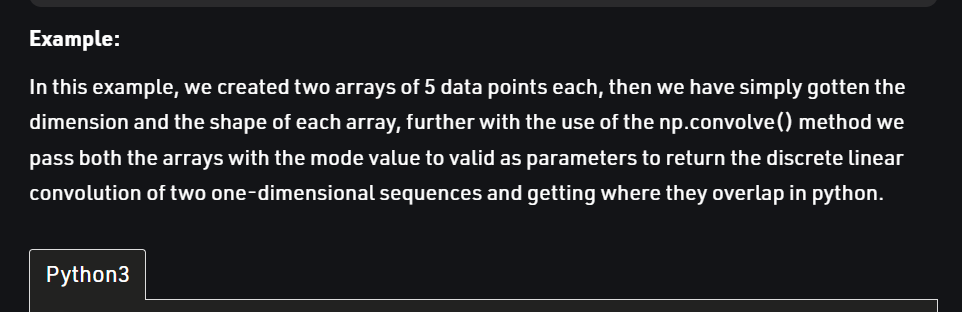 Example:
In this example, we created two arrays of 5 data points each, then we have simply gotten the
dimension and the shape of each array, further with the use of the np.convolve() method we
pass both the arrays with the mode value to valid as parameters to return the discrete linear
convolution of two one-dimensional sequences and getting where they overlap in python.
Python3